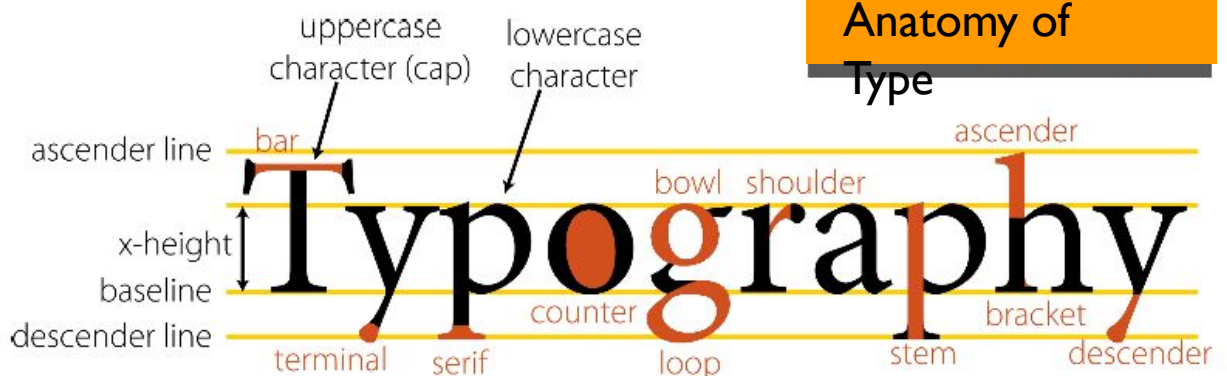 Anatomy of
Type
uppercase
character (cap)
lowercase
character
ascender line
bar
ascender
bowl
shoulder
x-height
Typography
baseline
counter
bracket
descender line
terminal
serif
loop
stem
descender